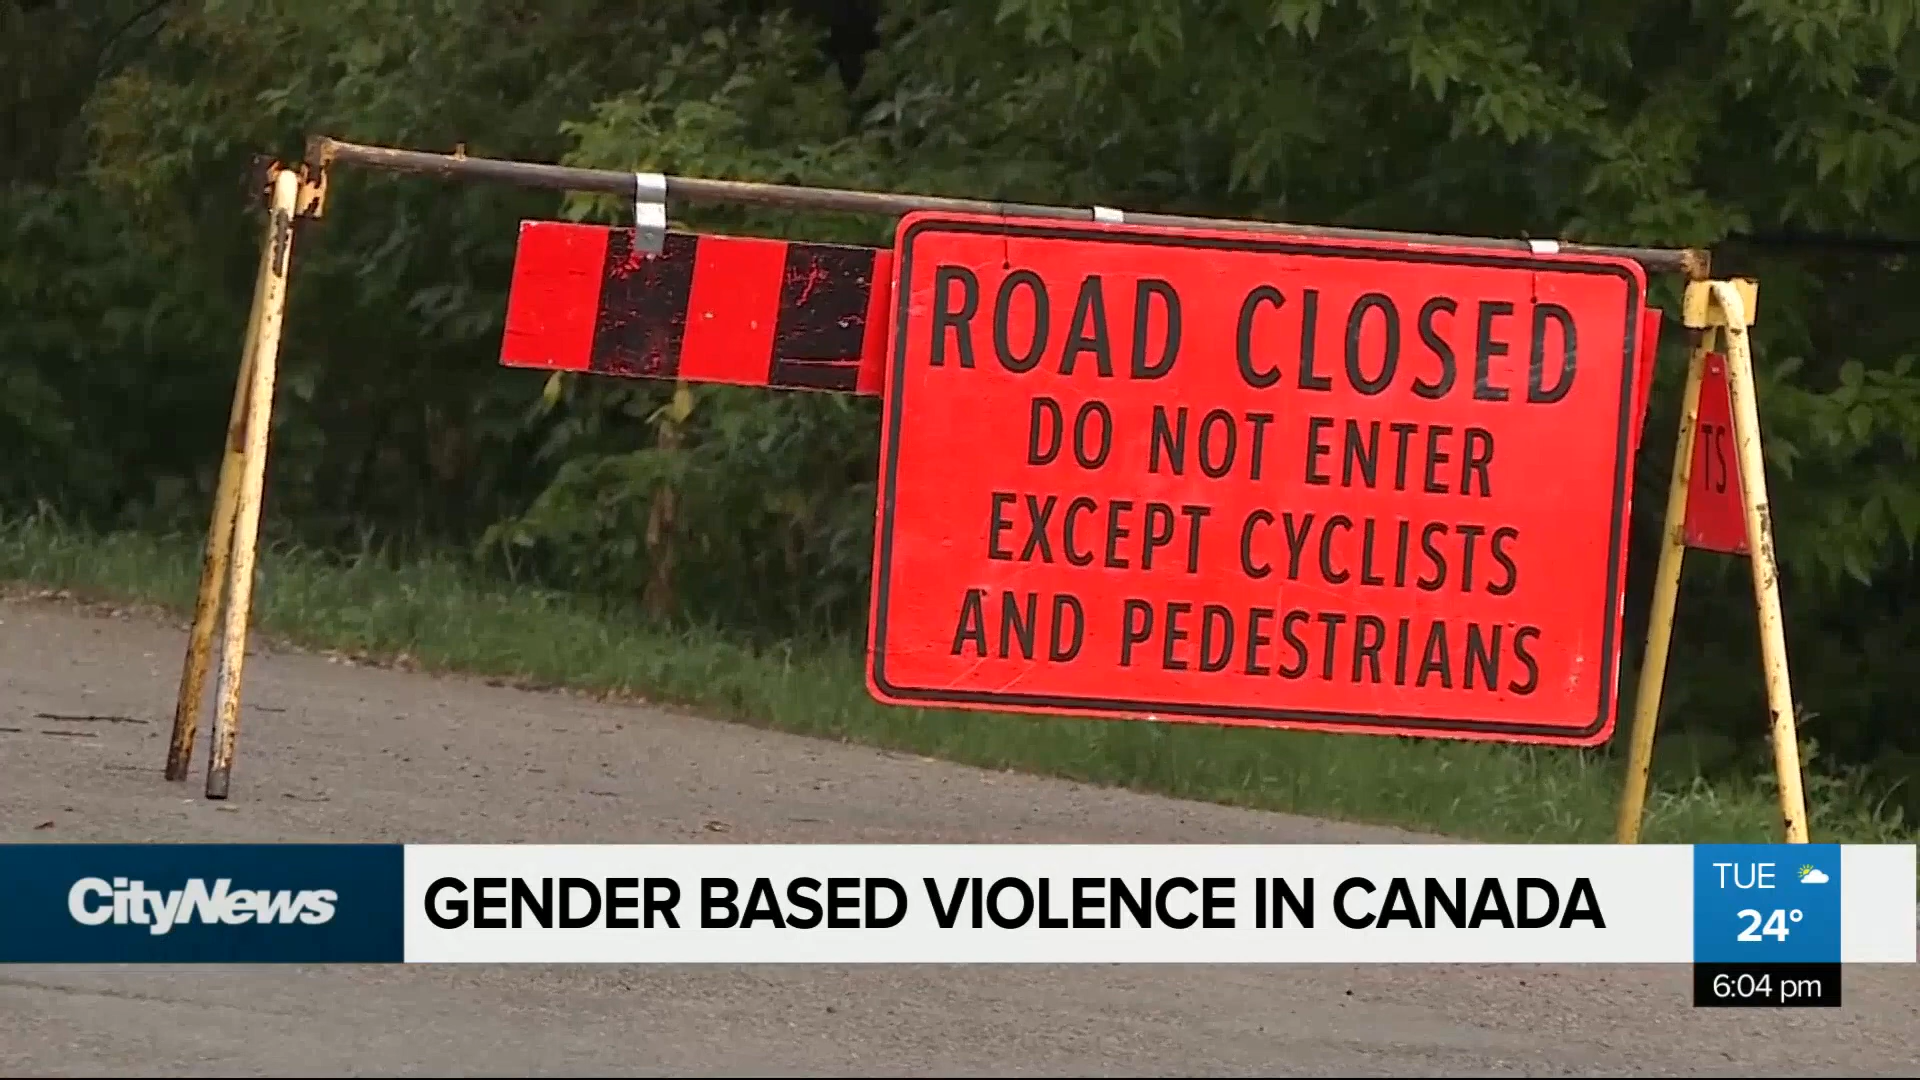 ROAD CLOSED
DO NOT ENTER
EXCEPT CYCLISTS
AND PEDESTRIANS
TS
CityNews
GENDER BASED VIOLENCE IN CANADA
TUE
24°
6:04 pm